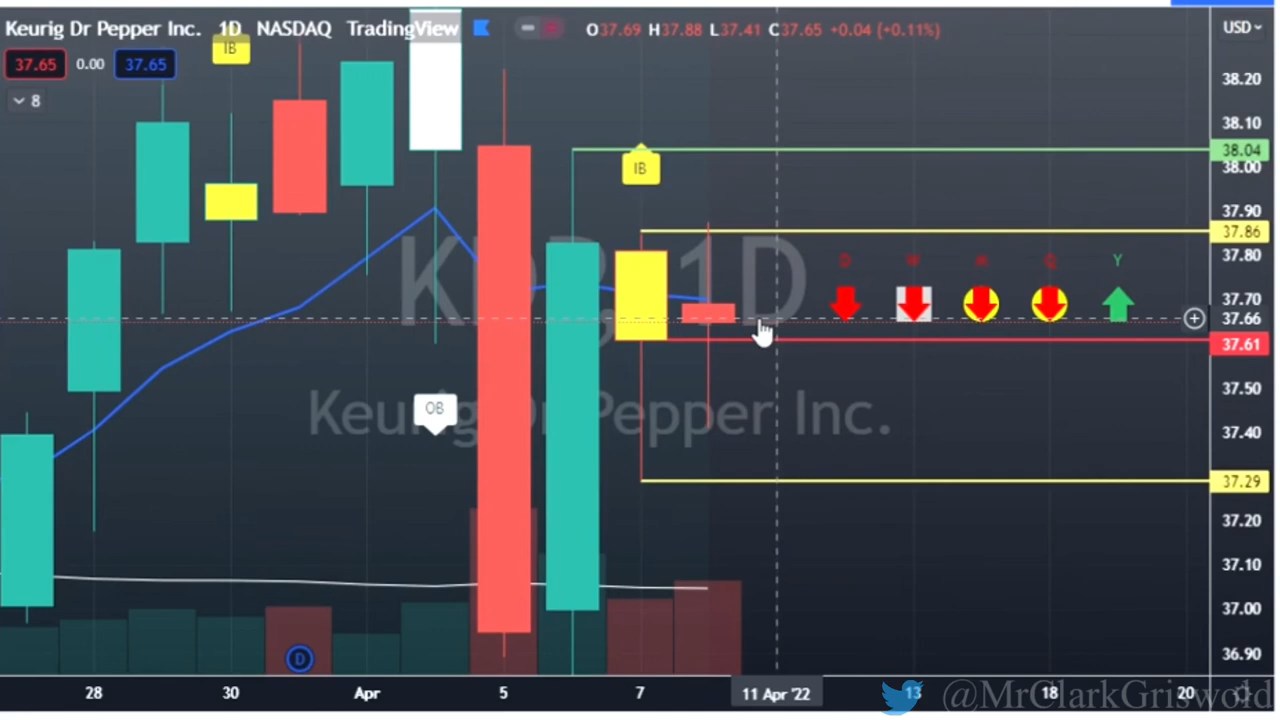 Keurig Dr Pepper Inc. 1D NASDAQ TradingView O37.69 H37.88 L37.41 C37.65 +0.04 (+0.11%) USD
37.65 0.00 37.65
8
IB
IB
OB
D
KDP, 1D
Keurig Dr Pepper Inc.
D W M Q Y
38.20
38.10
38.04
38.00
37.90
37.86
37.80
37.70
37.66
37.61
37.50
37.40
37.29
37.20
37.10
37.00
36.90
28 30 Apr 5 7 11 Apr '22 13 18 20
@MrClarkGriswold